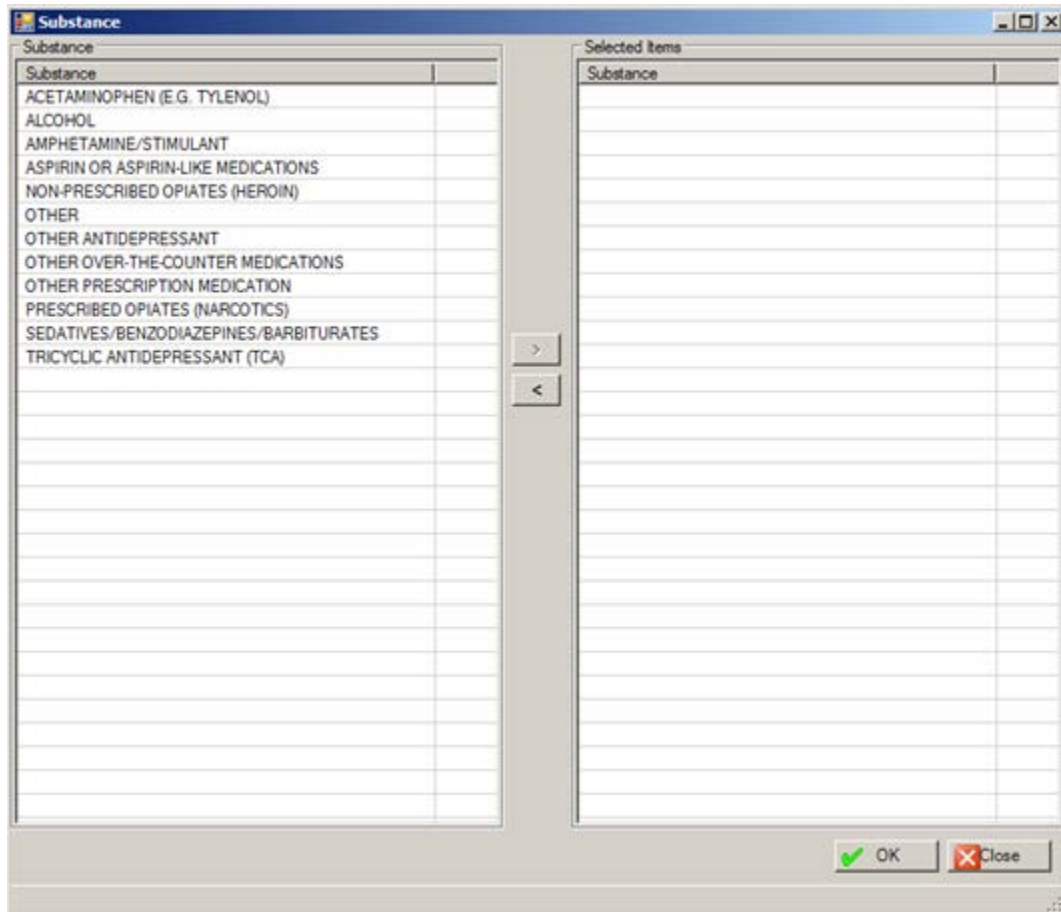 Substance
Substance
Substance
ACETAMINOPHEN (E.G. TYLENOL)
ALCOHOL
AMPHETAMINE/STIMULANT
ASPIRIN OR ASPIRIN-LIKE MEDICATIONS
NON-PRESCRIBED OPIATES (HEROIN)
OTHER
OTHER ANTIDEPRESSANT
OTHER OVER-THE-COUNTER MEDICATIONS
OTHER PRESCRIPTION MEDICATION
PRESCRIBED OPIATES (NARCOTICS)
SEDATIVES/BENZODIAZEPINES/BARBITURATES
TRICYCLIC ANTIDEPRESSANT (TCA)
>
<
Selected Items
Substance
OK
Close